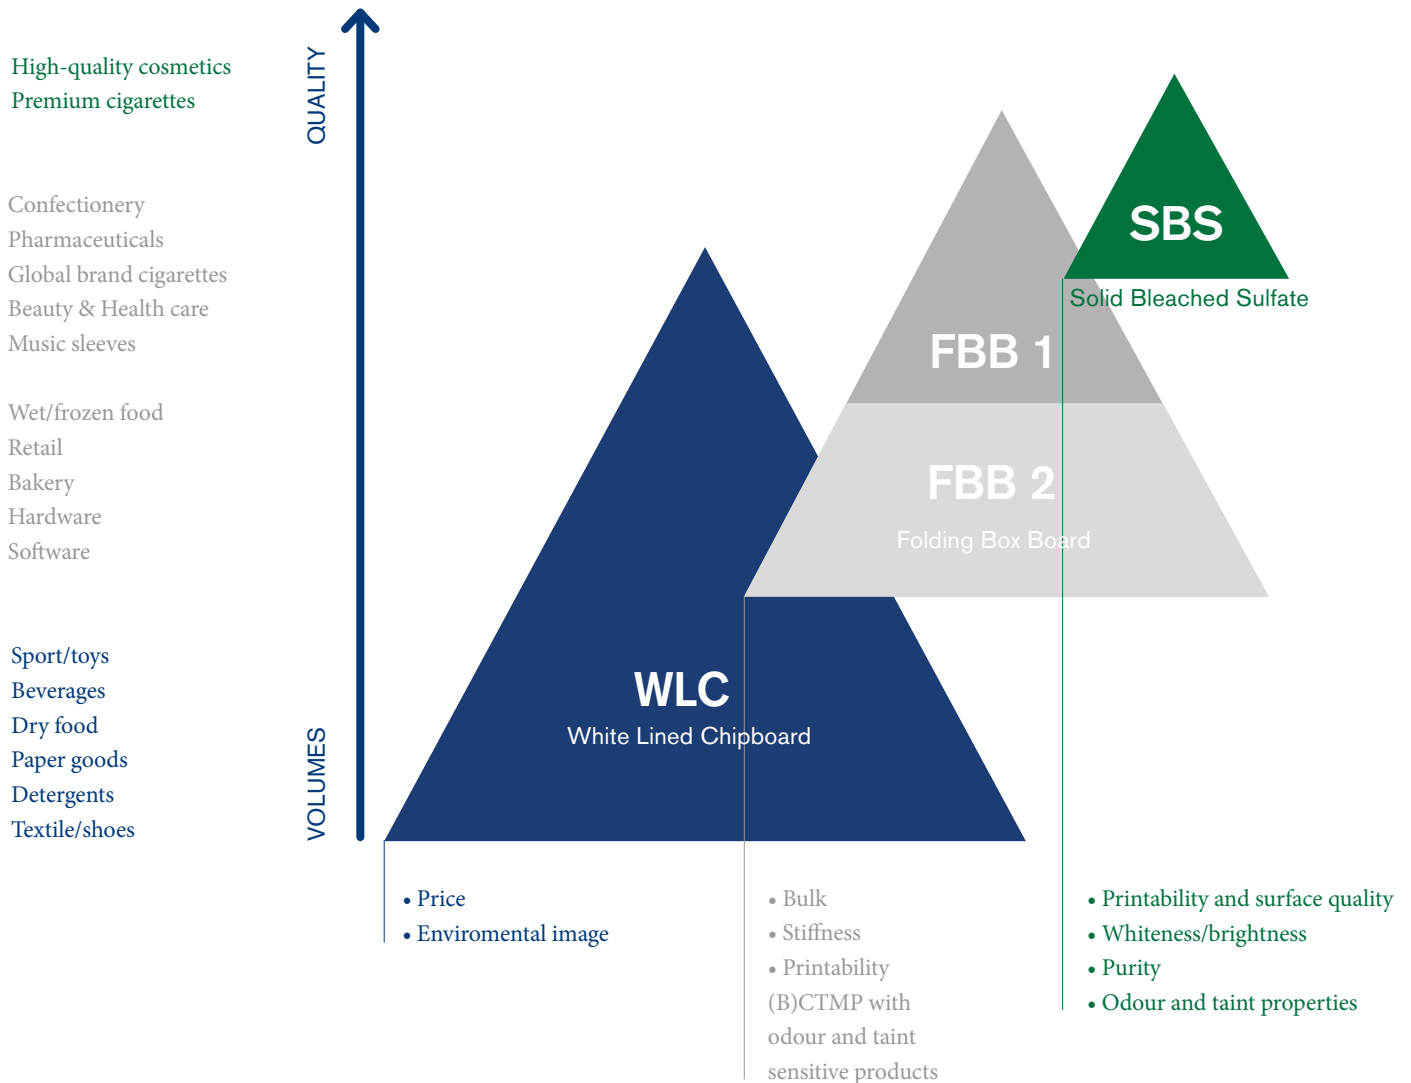 High-quality cosmetics
Premium cigarettes
Confectionery
Pharmaceuticals
Global brand cigarettes
Beauty & Health care
Music sleeves
Wet/frozen food
Retail
Bakery
Hardware
Software
Sport/toys
Beverages
Dry food
Paper goods
Detergents
Textile/shoes
QUALITY
VOLUMES
WLC
White Lined Chipboard
FBB 1
FBB 2
Folding Box Board
SBS
Solid Bleached Sulfate
• Price
• Enviromental image
• Bulk
• Stiffness
• Printability
(B)CTMP with
odour and taint
sensitive products
• Printability and surface quality
• Whiteness/brightness
• Purity
• Odour and taint properties